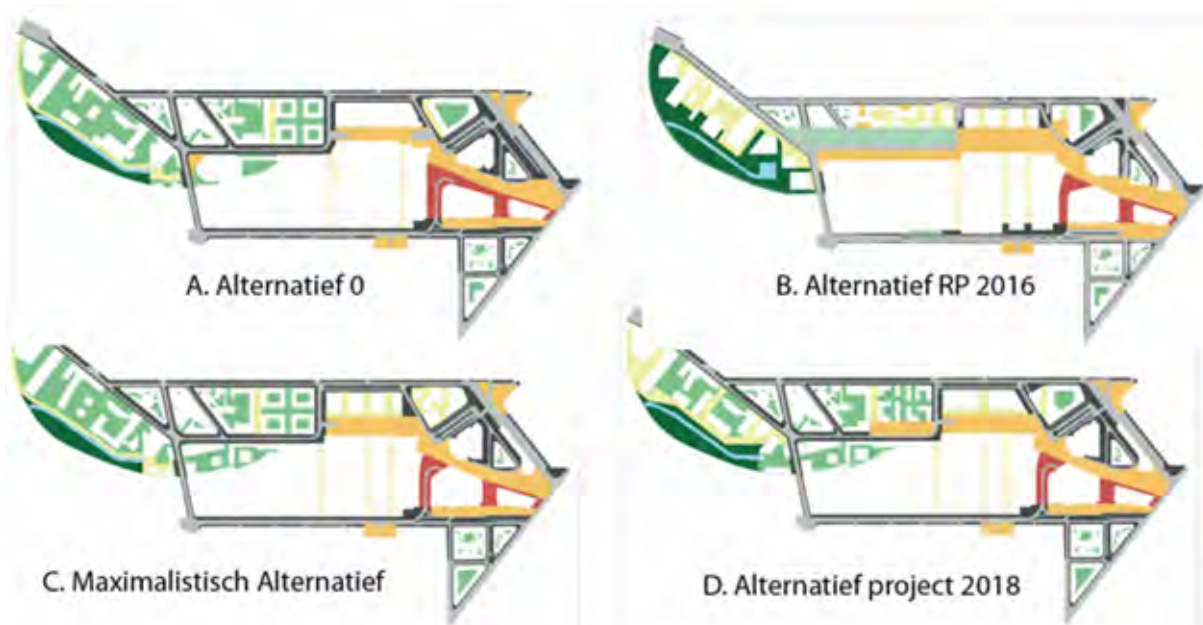 A. Alternatief 0
B. Alternatief RP 2016
C. Maximalistisch Alternatief
D. Alternatief project 2018